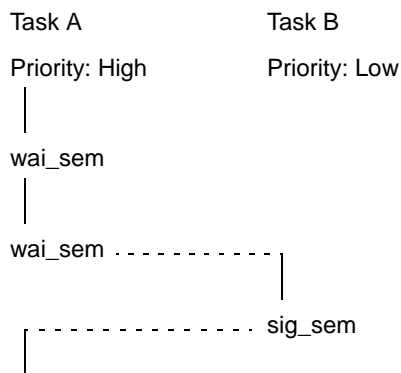 Task A Task B
Priority: High Priority: Low
wai_sem
wai_sem
sig_sem